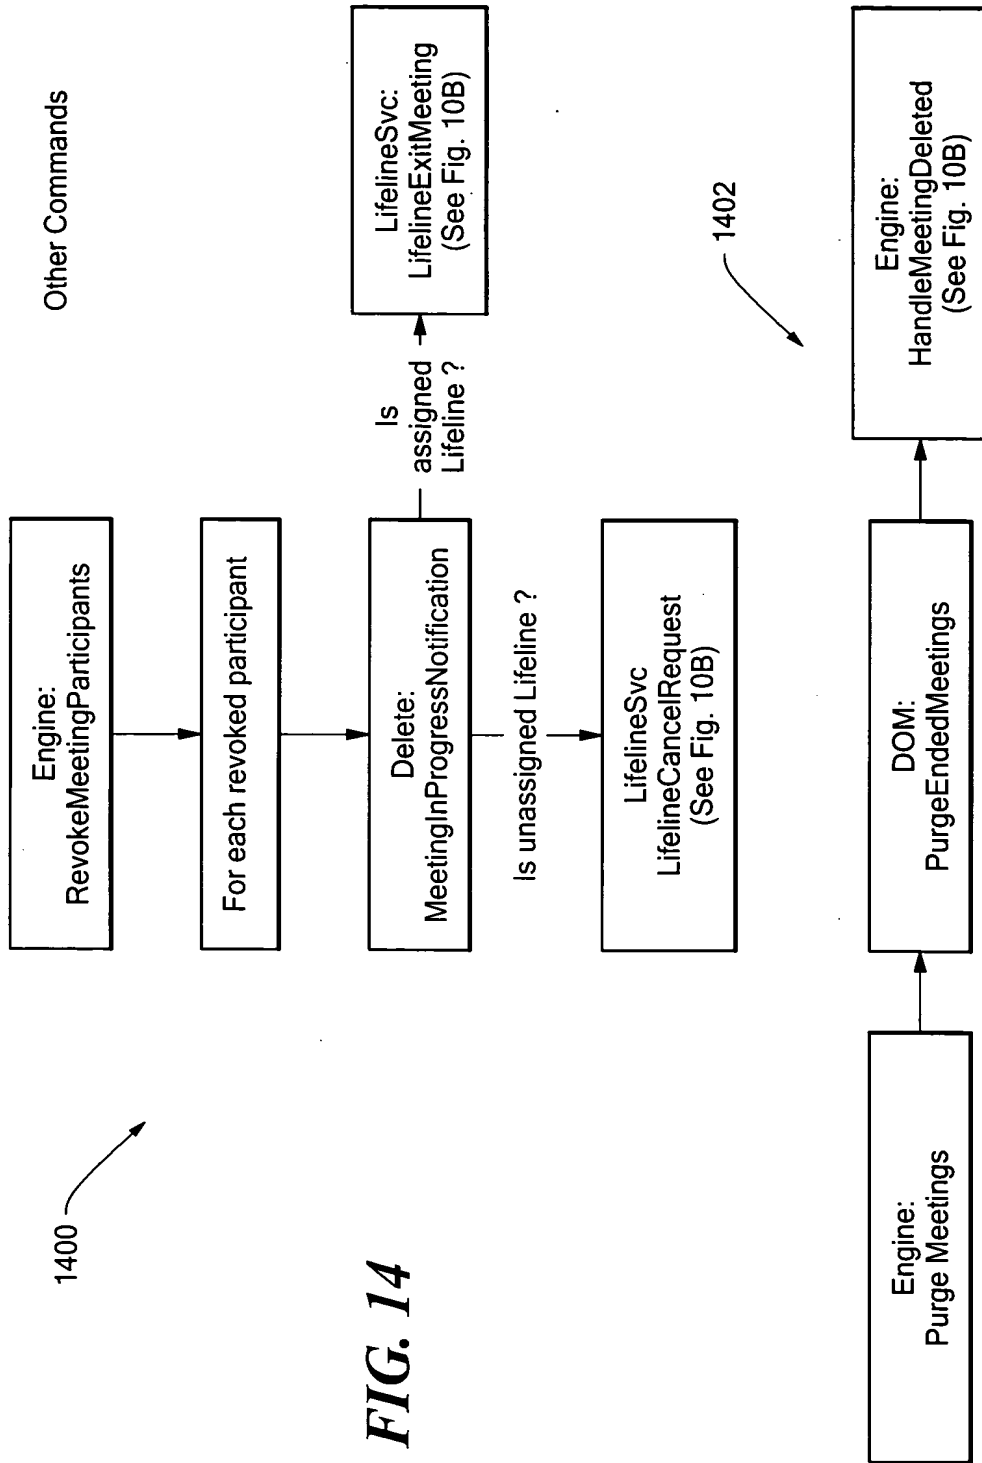 Other Commands
1400
Engine:
RevokeMeetingParticipants
For each revoked participant
Delete:
MeetingInProgressNotification
Is
assigned
Lifeline ?
LifelineSvc:
LifelineExitMeeting
(See Fig. 10B)
Is unassigned Lifeline ?
LifelineSvc
LifelineCancelRequest
(See Fig. 10B)
1402
Engine:
Purge Meetings
DOM:
PurgeEndedMeetings
Engine:
HandleMeetingDeleted
(See Fig. 10B)
FIG. 14